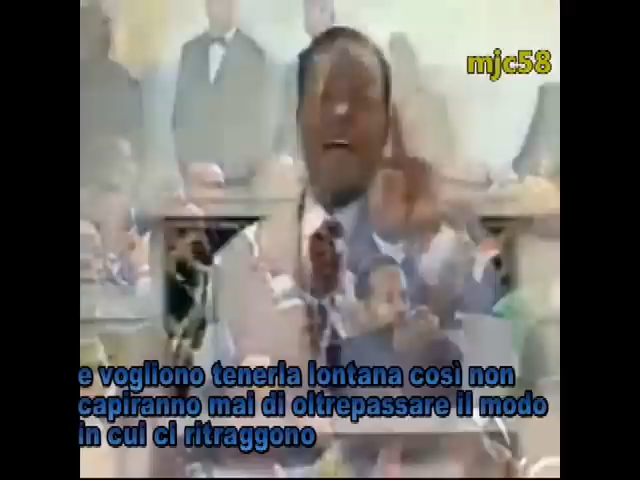 mjc58
e vogliono tenerla lontana così non
capiranno mai di oltrepassare il modo
in cui ci ritraggono